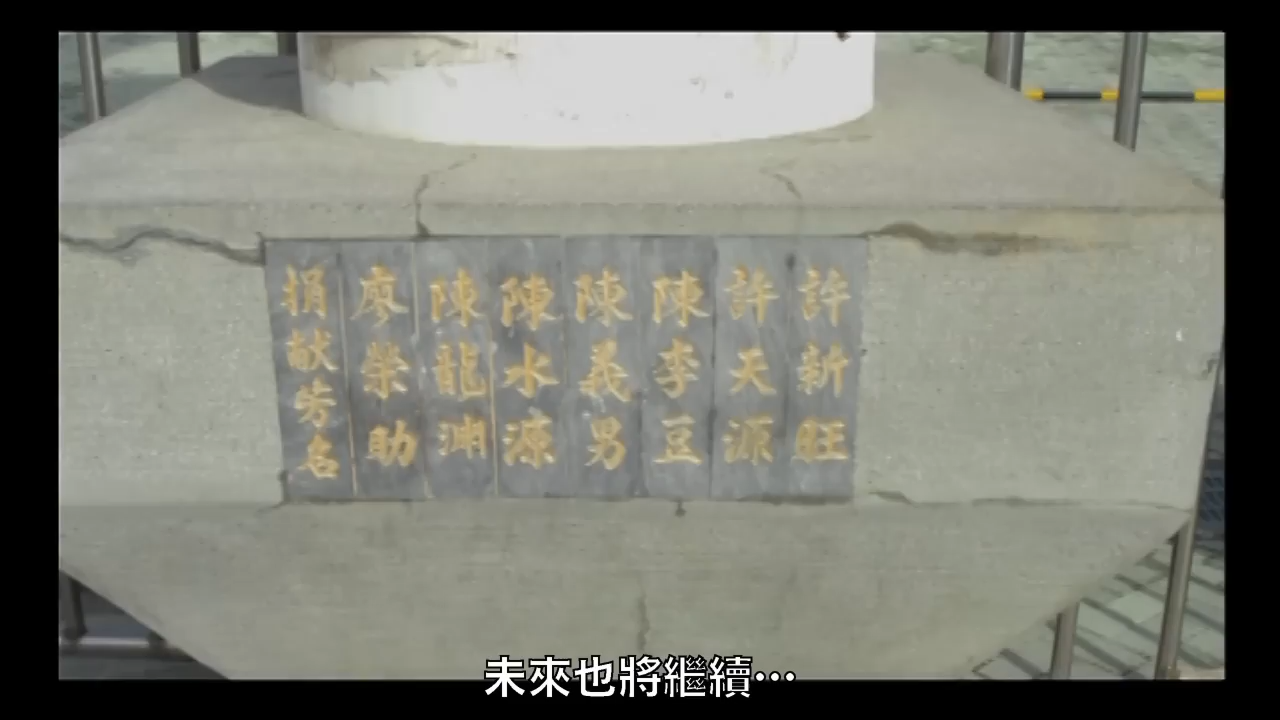 捐献芳名
廖榮助
陳龍渊
陳水源
陳義男
陳李豆
許天源
許新旺
未來也將繼續…